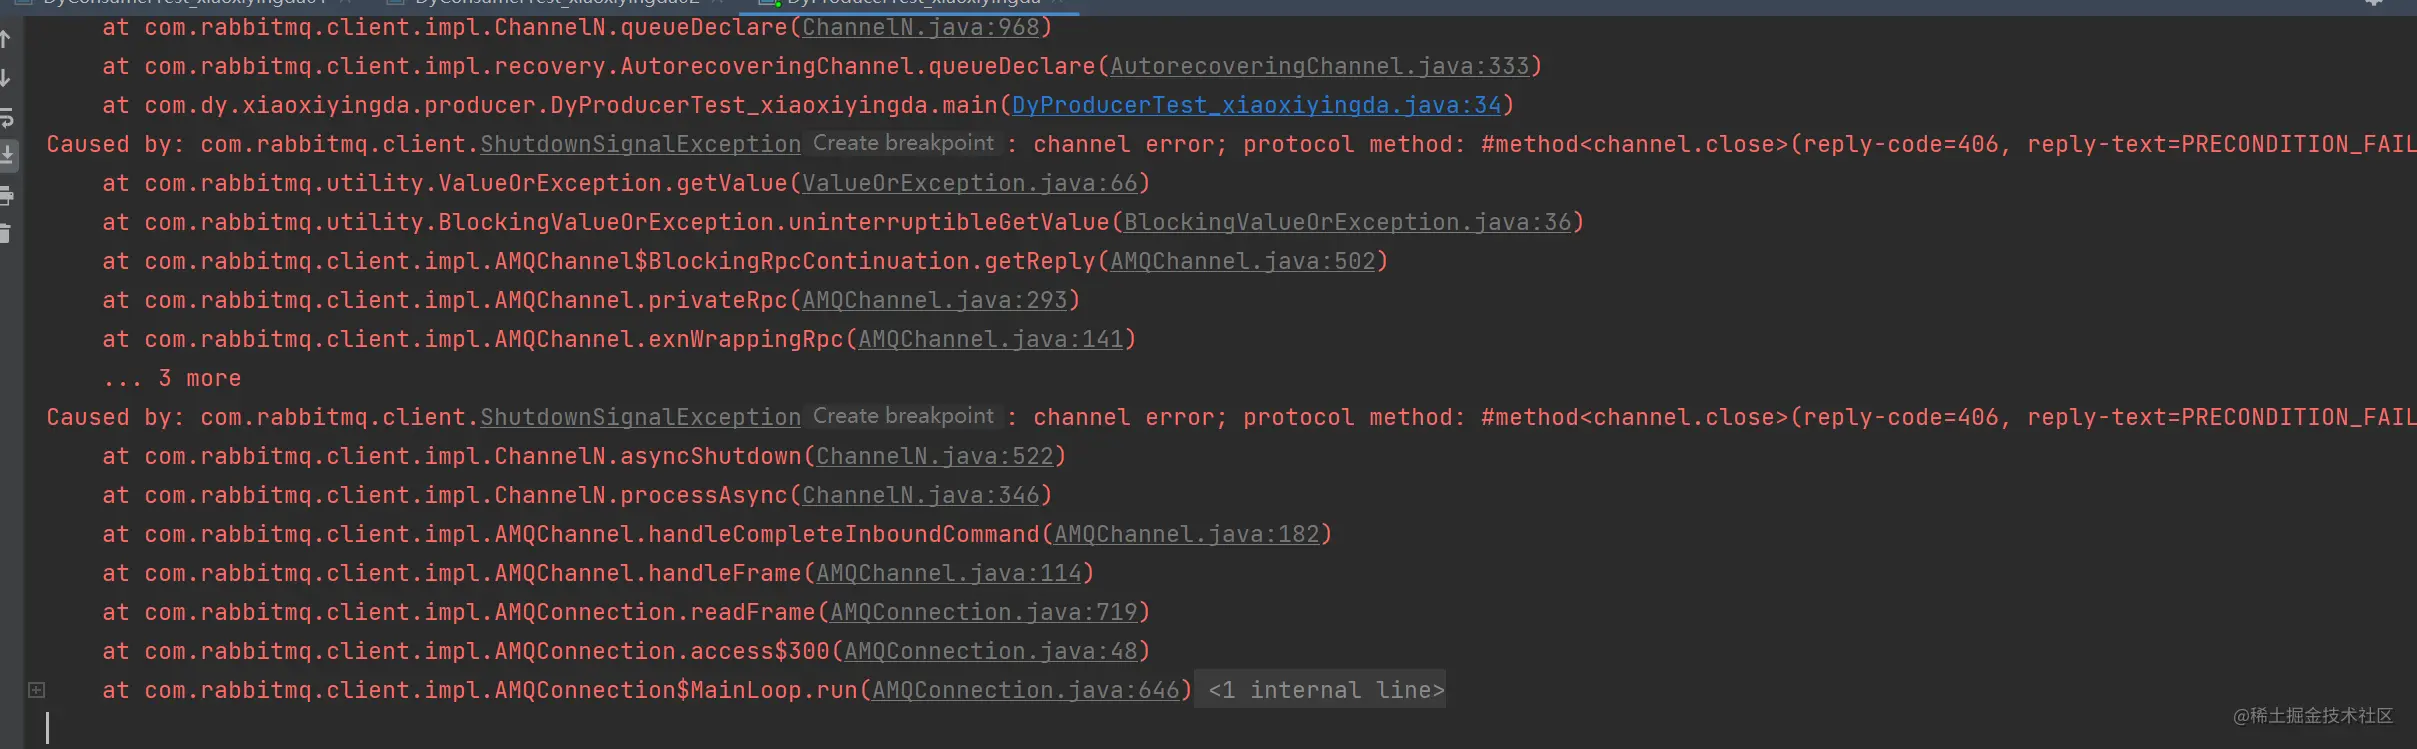 DyConsumerTest_xiaoxiyingda01 DyConsumerTest_xiaoxiyingda02 DyProducerTest_xiaoxiyingda
at com.rabbitmq.client.impl.ChannelN.queueDeclare(ChannelN.java:968)
at com.rabbitmq.client.impl.recovery.AutorecoveringChannel.queueDeclare(AutorecoveringChannel.java:333)
at com.dy.xiaoxiyingda.producer.DyProducerTest_xiaoxiyingda.main(DyProducerTest_xiaoxiyingda.java:34)
Caused by: com.rabbitmq.client.ShutdownSignalException Create breakpoint : channel error; protocol method: #method<channel.close>(reply-code=406, reply-text=PRECONDITION_FAIL
at com.rabbitmq.utility.ValueOrException.getValue(ValueOrException.java:66)
at com.rabbitmq.utility.BlockingValueOrException.uninterruptibleGetValue(BlockingValueOrException.java:36)
at com.rabbitmq.client.impl.AMQChannel$BlockingRpcContinuation.getReply(AMQChannel.java:502)
at com.rabbitmq.client.impl.AMQChannel.privateRpc(AMQChannel.java:293)
at com.rabbitmq.client.impl.AMQChannel.exnWrappingRpc(AMQChannel.java:141)
... 3 more
Caused by: com.rabbitmq.client.ShutdownSignalException Create breakpoint : channel error; protocol method: #method<channel.close>(reply-code=406, reply-text=PRECONDITION_FAIL
at com.rabbitmq.client.impl.ChannelN.asyncShutdown(ChannelN.java:522)
at com.rabbitmq.client.impl.ChannelN.processAsync(ChannelN.java:346)
at com.rabbitmq.client.impl.AMQChannel.handleCompleteInboundCommand(AMQChannel.java:182)
at com.rabbitmq.client.impl.AMQChannel.handleFrame(AMQChannel.java:114)
at com.rabbitmq.client.impl.AMQConnection.readFrame(AMQConnection.java:719)
at com.rabbitmq.client.impl.AMQConnection.access$300(AMQConnection.java:48)
at com.rabbitmq.client.impl.AMQConnection$MainLoop.run(AMQConnection.java:646) <1 internal line>
@稀土掘金技术社区